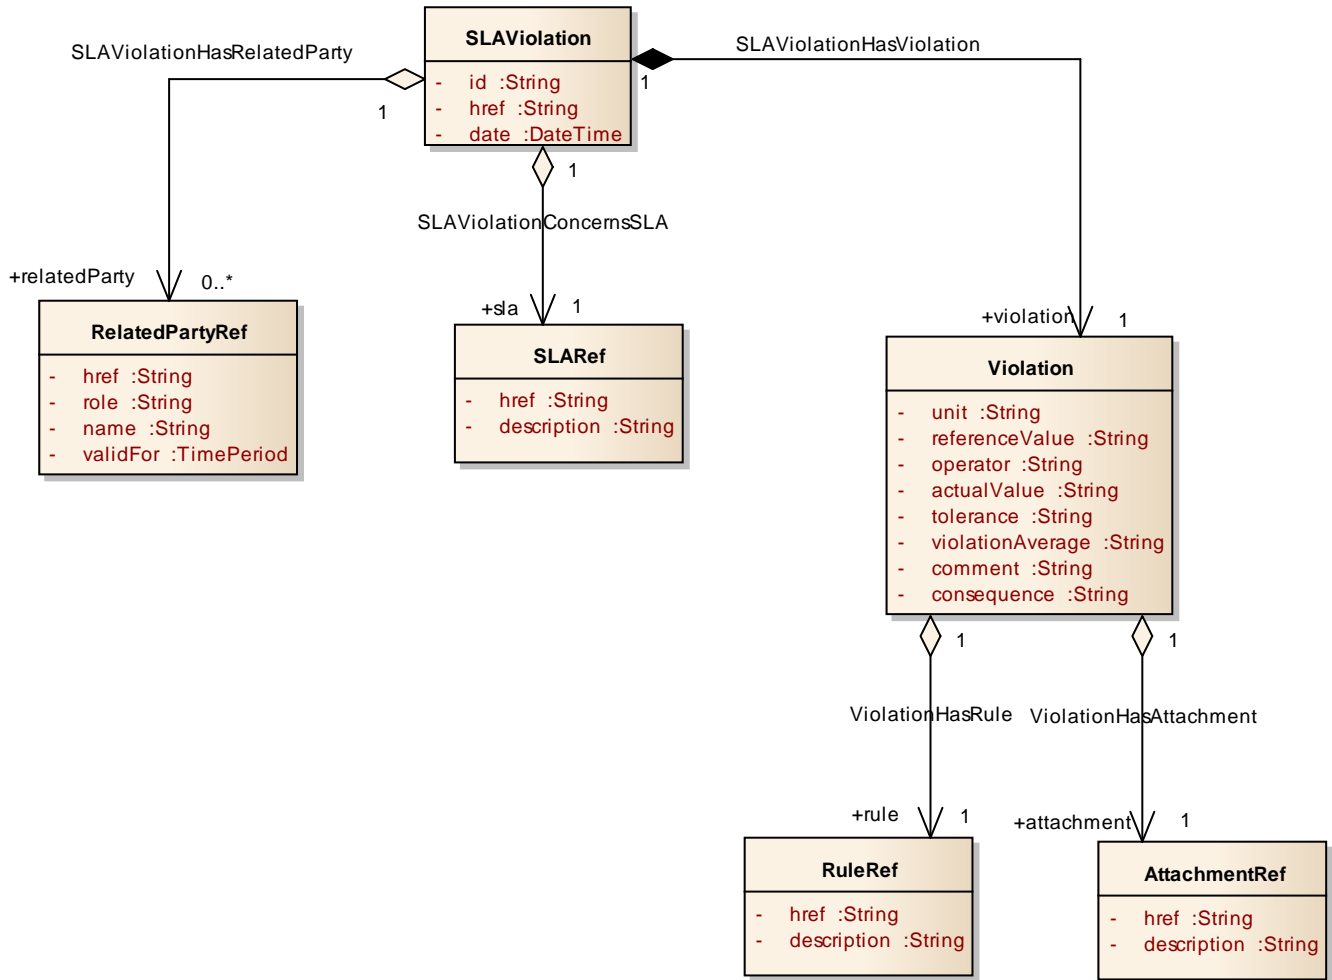 SLAViolation
- id :String
- href :String
- date :DateTime
SLAViolationHasRelatedParty
1
SLAViolationHasViolation
1
1
SLAViolationConcernsSLA
+relatedParty
0..*
+sla
1
+violation
1
RelatedPartyRef
- href :String
- role :String
- name :String
- validFor :TimePeriod
SLARef
- href :String
- description :String
Violation
- unit :String
- referenceValue :String
- operator :String
- actualValue :String
- tolerance :String
- violationAverage :String
- comment :String
- consequence :String
1
1
ViolationHasRule
ViolationHasAttachment
+rule
1
+attachment
1
RuleRef
- href :String
- description :String
AttachmentRef
- href :String
- description :String